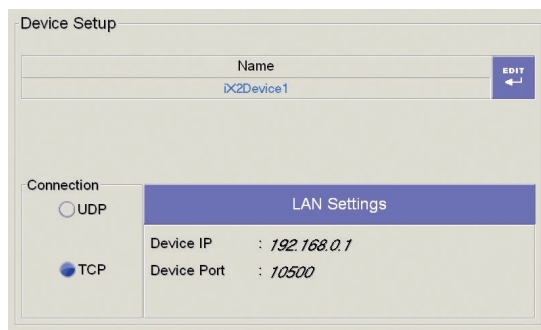 Device Setup
Name
EDIT
iX2Device1
Connection
UDP
LAN Settings
Device IP : 192.168.0.1
TCP
Device Port : 10500